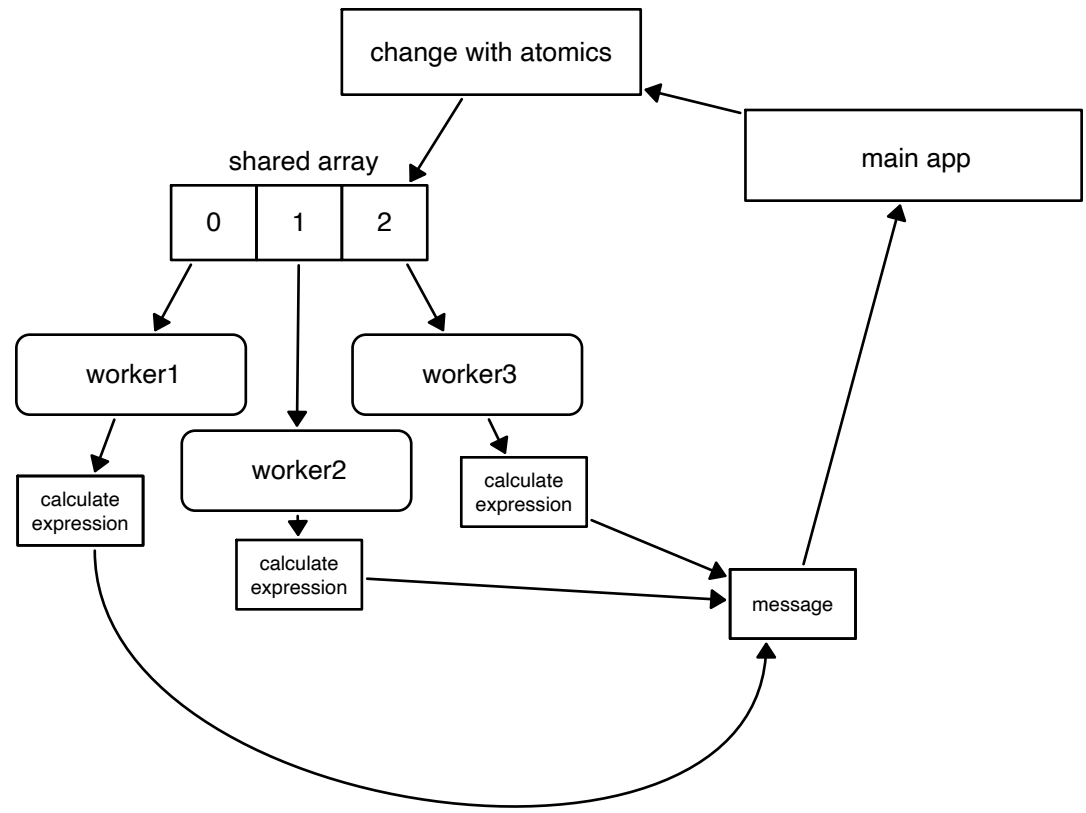 change with atomics
main app
shared array
0
1
2
worker1
worker3
worker2
calculate
expression
calculate
expression
calculate
expression
message